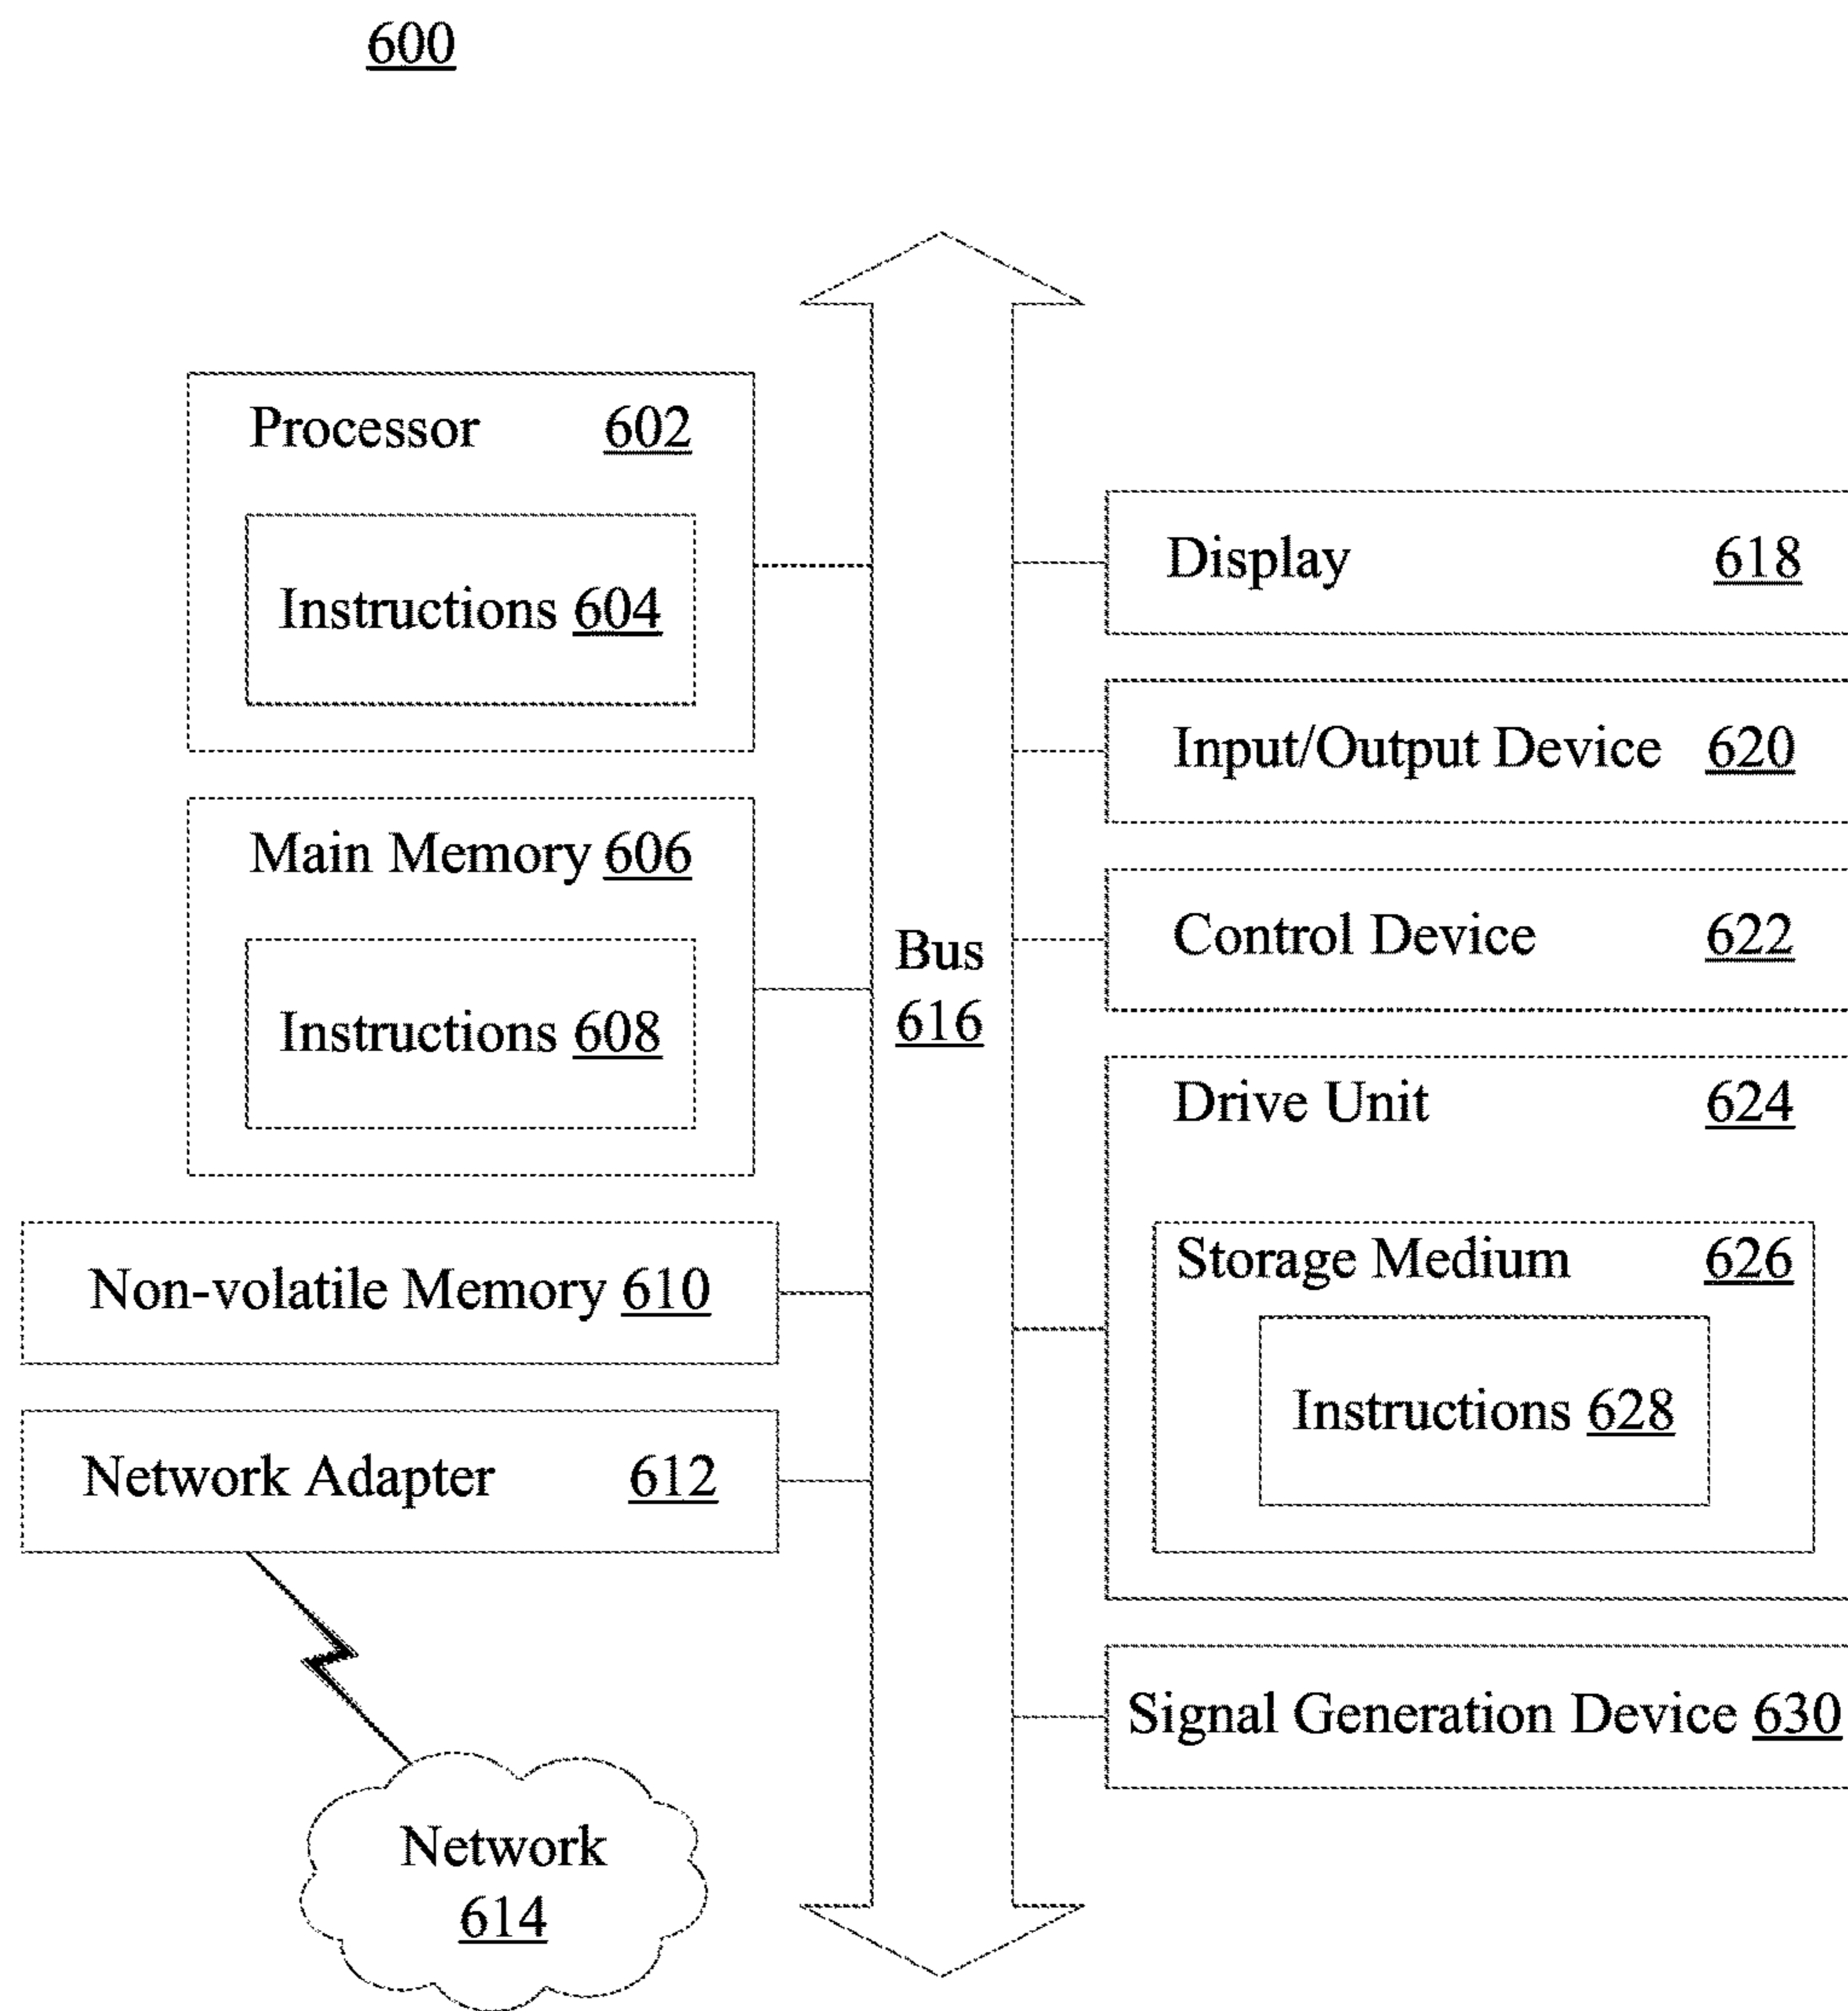 600
Processor 602
Instructions 604
Main Memory 606
Instructions 608
Non-volatile Memory 610
Network Adapter 612
Network
614
Bus
616
Display 618
Input/Output Device 620
Control Device 622
Drive Unit 624
Storage Medium 626
Instructions 628
Signal Generation Device 630